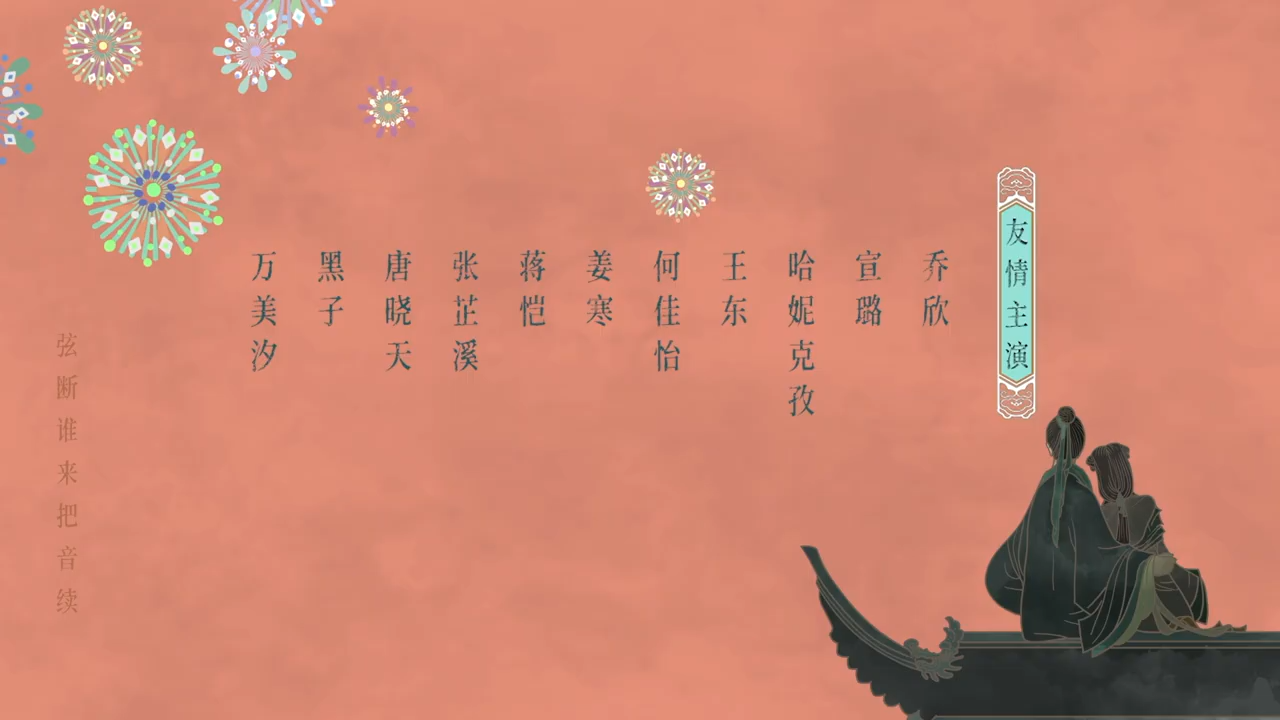 友情主演
乔欣
宣璐
哈妮克孜
王东
何佳怡
姜寒
蒋恺
张芷溪
唐晓天
黑子
万美汐
弦断谁来把音续